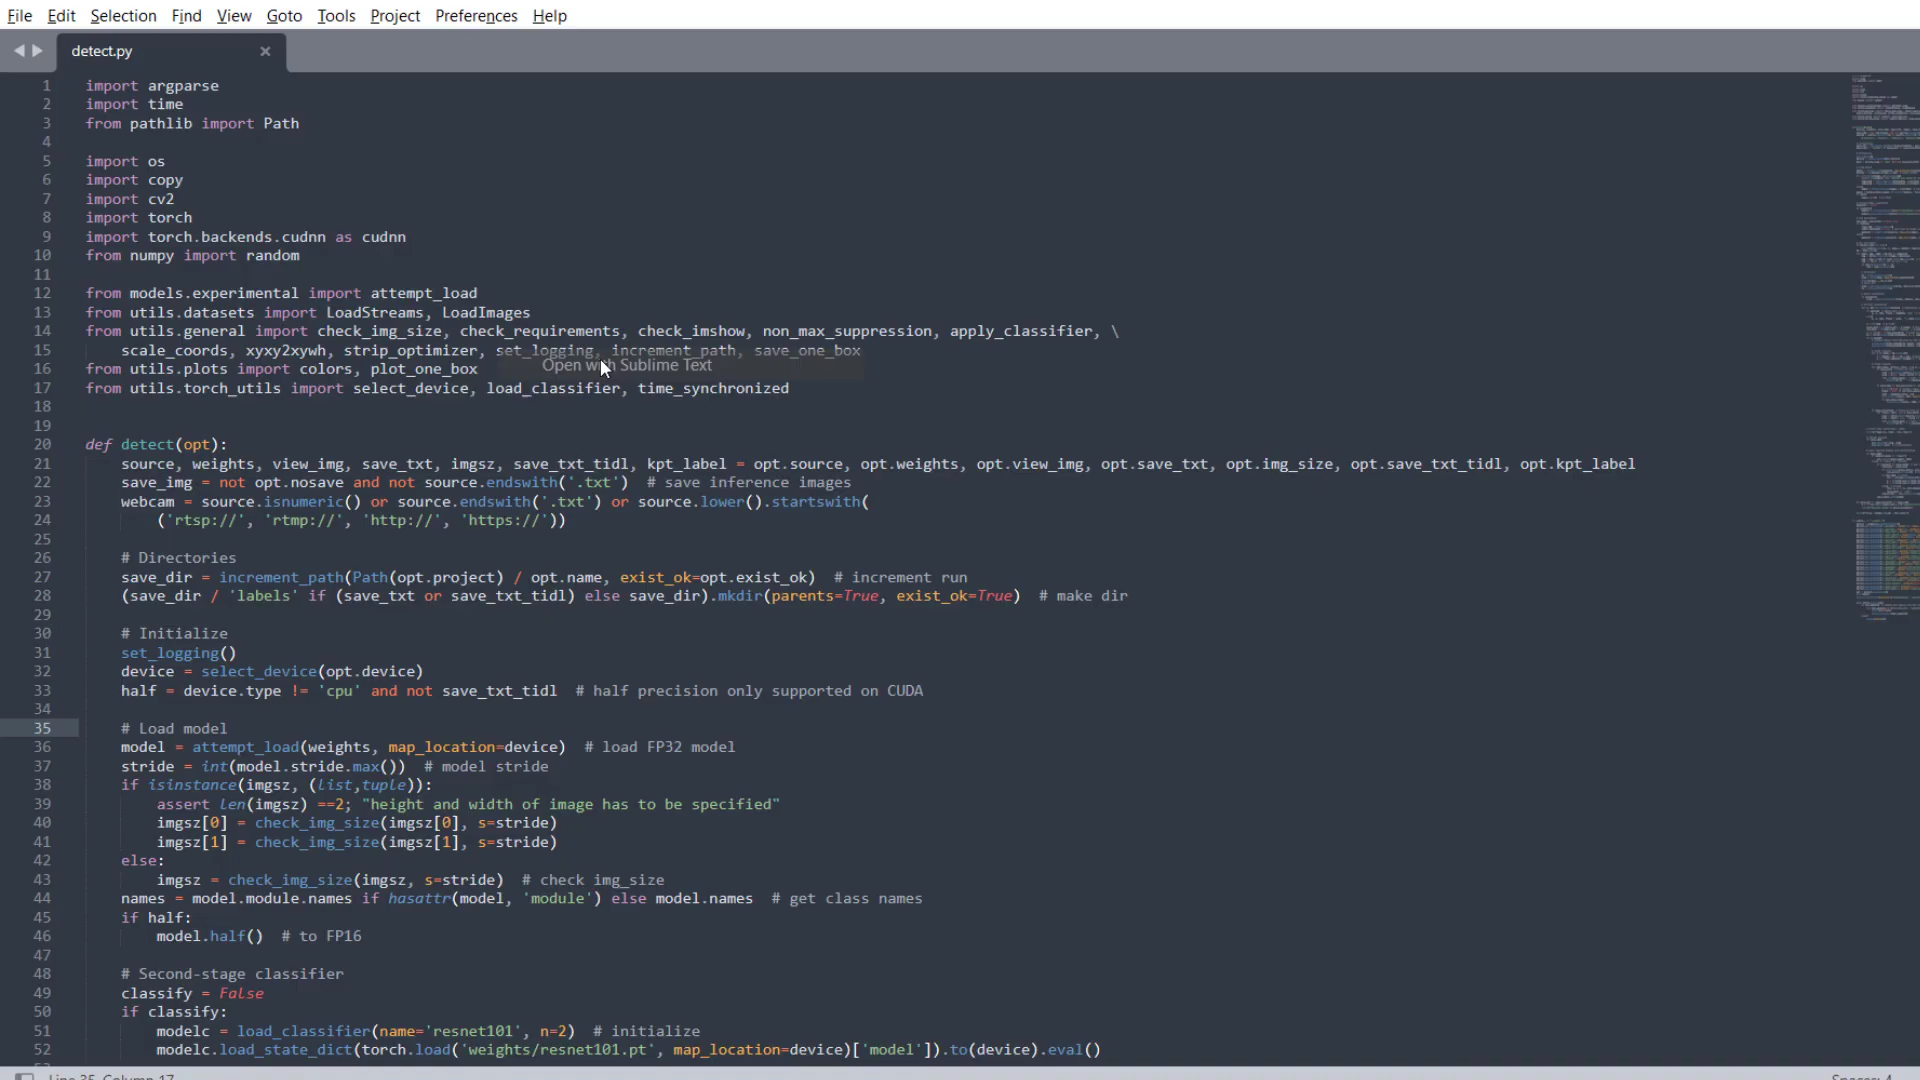 File Edit Selection Find View Goto Tools Project Preferences Help
detect.py
1 import argparse
2 import time
3 from pathlib import Path
4
5 import os
6 import copy
7 import cv2
8 import torch
9 import torch.backends.cudnn as cudnn
10 from numpy import random
11
12 from models.experimental import attempt_load
13 from utils.datasets import LoadStreams, LoadImages
14 from utils.general import check_img_size, check_requirements, check_imshow, non_max_suppression, apply_classifier, \
15 scale_coords, xyxy2xywh, strip_optimizer, set_logging, increment_path, save_one_box
Open with Sublime Text
16 from utils.plots import colors, plot_one_box
17 from utils.torch_utils import select_device, load_classifier, time_synchronized
18
19
20 def detect(opt):
21 source, weights, view_img, save_txt, imgsz, save_txt_tidl, kpt_label = opt.source, opt.weights, opt.view_img, opt.save_txt, opt.img_size, opt.save_txt_tidl, opt.kpt_label
22 save_img = not opt.nosave and not source.endswith('.txt')  # save inference images
23 webcam = source.isnumeric() or source.endswith('.txt') or source.lower().startswith(
24 ('rtsp://', 'rtmp://', 'http://', 'https://'))
25
26 # Directories
27 save_dir = increment_path(Path(opt.project) / opt.name, exist_ok=opt.exist_ok)  # increment run
28 (save_dir / 'labels' if (save_txt or save_txt_tidl) else save_dir).mkdir(parents=True, exist_ok=True)  # make dir
29
30 # Initialize
31 set_logging()
32 device = select_device(opt.device)
33 half = device.type != 'cpu' and not save_txt_tidl  # half precision only supported on CUDA
34
35 # Load model
36 model = attempt_load(weights, map_location=device)  # load FP32 model
37 stride = int(model.stride.max())  # model stride
38 if isinstance(imgsz, (list,tuple)):
39 assert len(imgsz) ==2; "height and width of image has to be specified"
40 imgsz[0] = check_img_size(imgsz[0], s=stride)
41 imgsz[1] = check_img_size(imgsz[1], s=stride)
42 else:
43 imgsz = check_img_size(imgsz, s=stride)  # check img_size
44 names = model.module.names if hasattr(model, 'module') else model.names  # get class names
45 if half:
46 model.half()  # to FP16
47
48 # Second-stage classifier
49 classify = False
50 if classify:
51 modelc = load_classifier(name='resnet101', n=2)  # initialize
52 modelc.load_state_dict(torch.load('weights/resnet101.pt', map_location=device)['model']).to(device).eval()
Line 35, Column 17
Spaces: 4